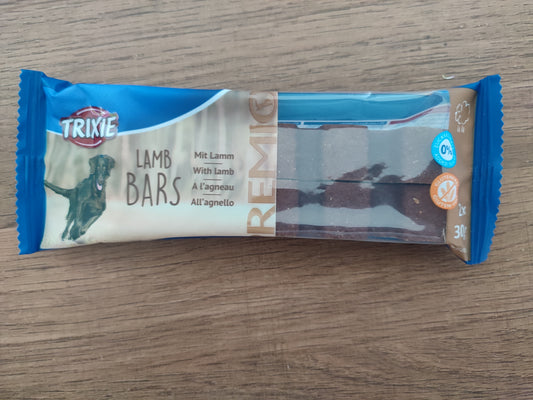 TRIXIE
LAMB
BARS
Mit Lamm
With lamb
A l'agneau
All'agnello
PREMIO
0%
2x
30g